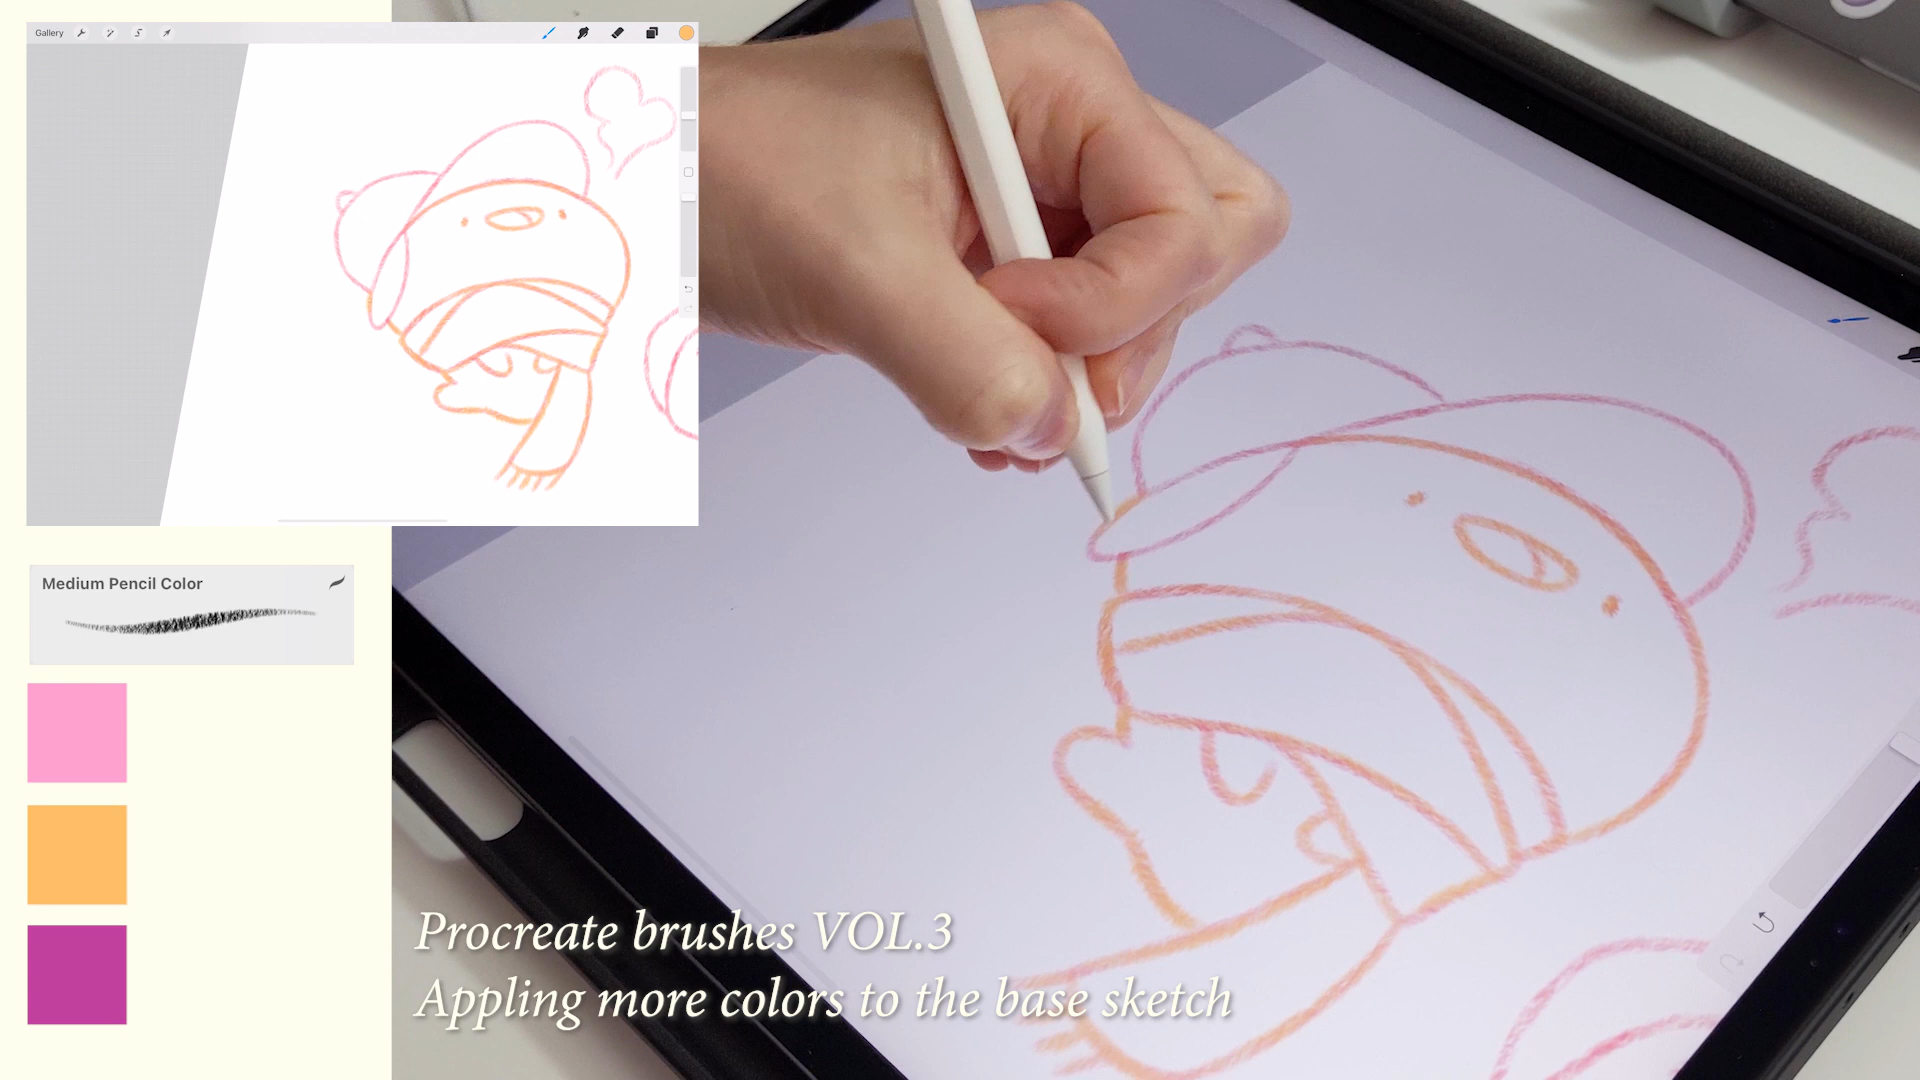 Gallery
Medium Pencil Color
Procreate brushes VOL.3
Appling more colors to the base sketch